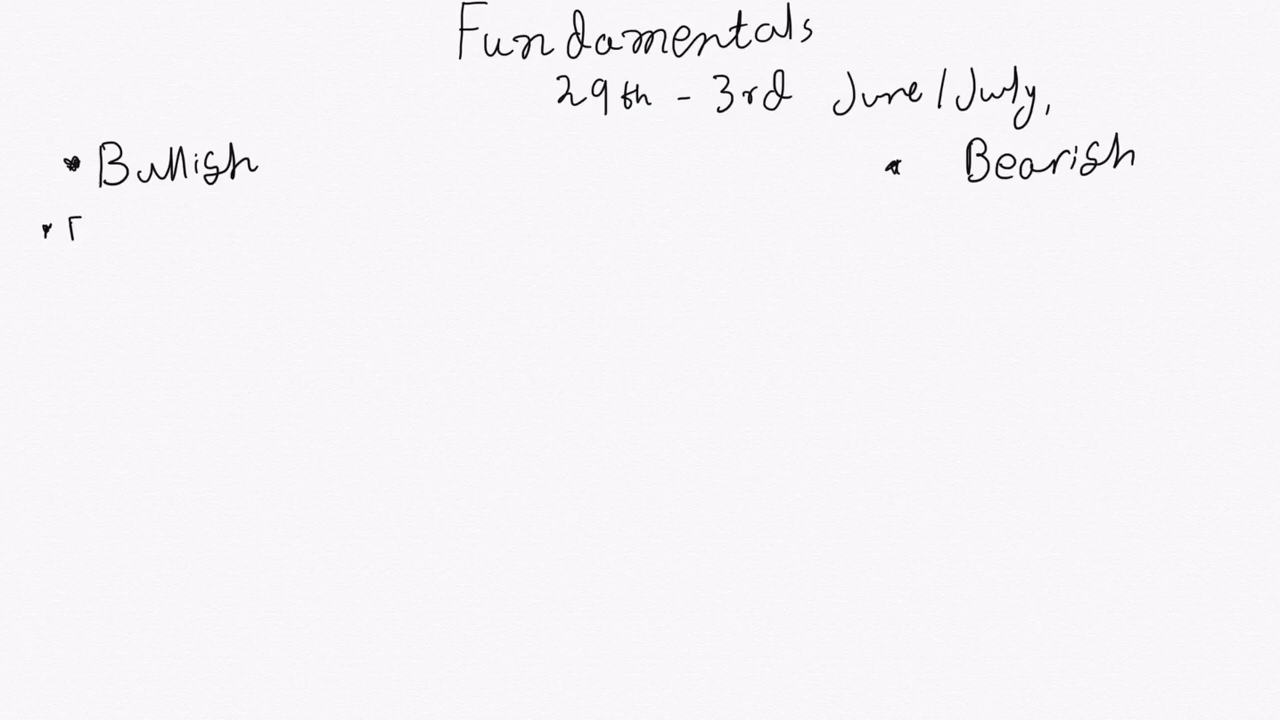 Fundamentals
29th - 3rd June/July,
• Bullish
• Bearish
•